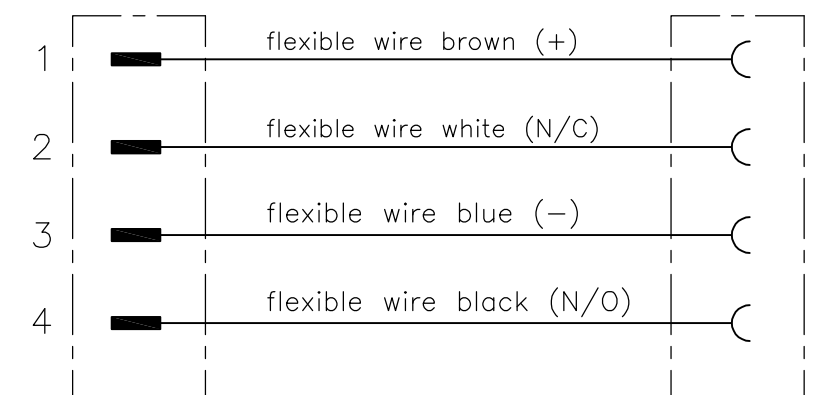 1 flexible wire brown (+)
2 flexible wire white (N/C)
3 flexible wire blue (−)
4 flexible wire black (N/O)